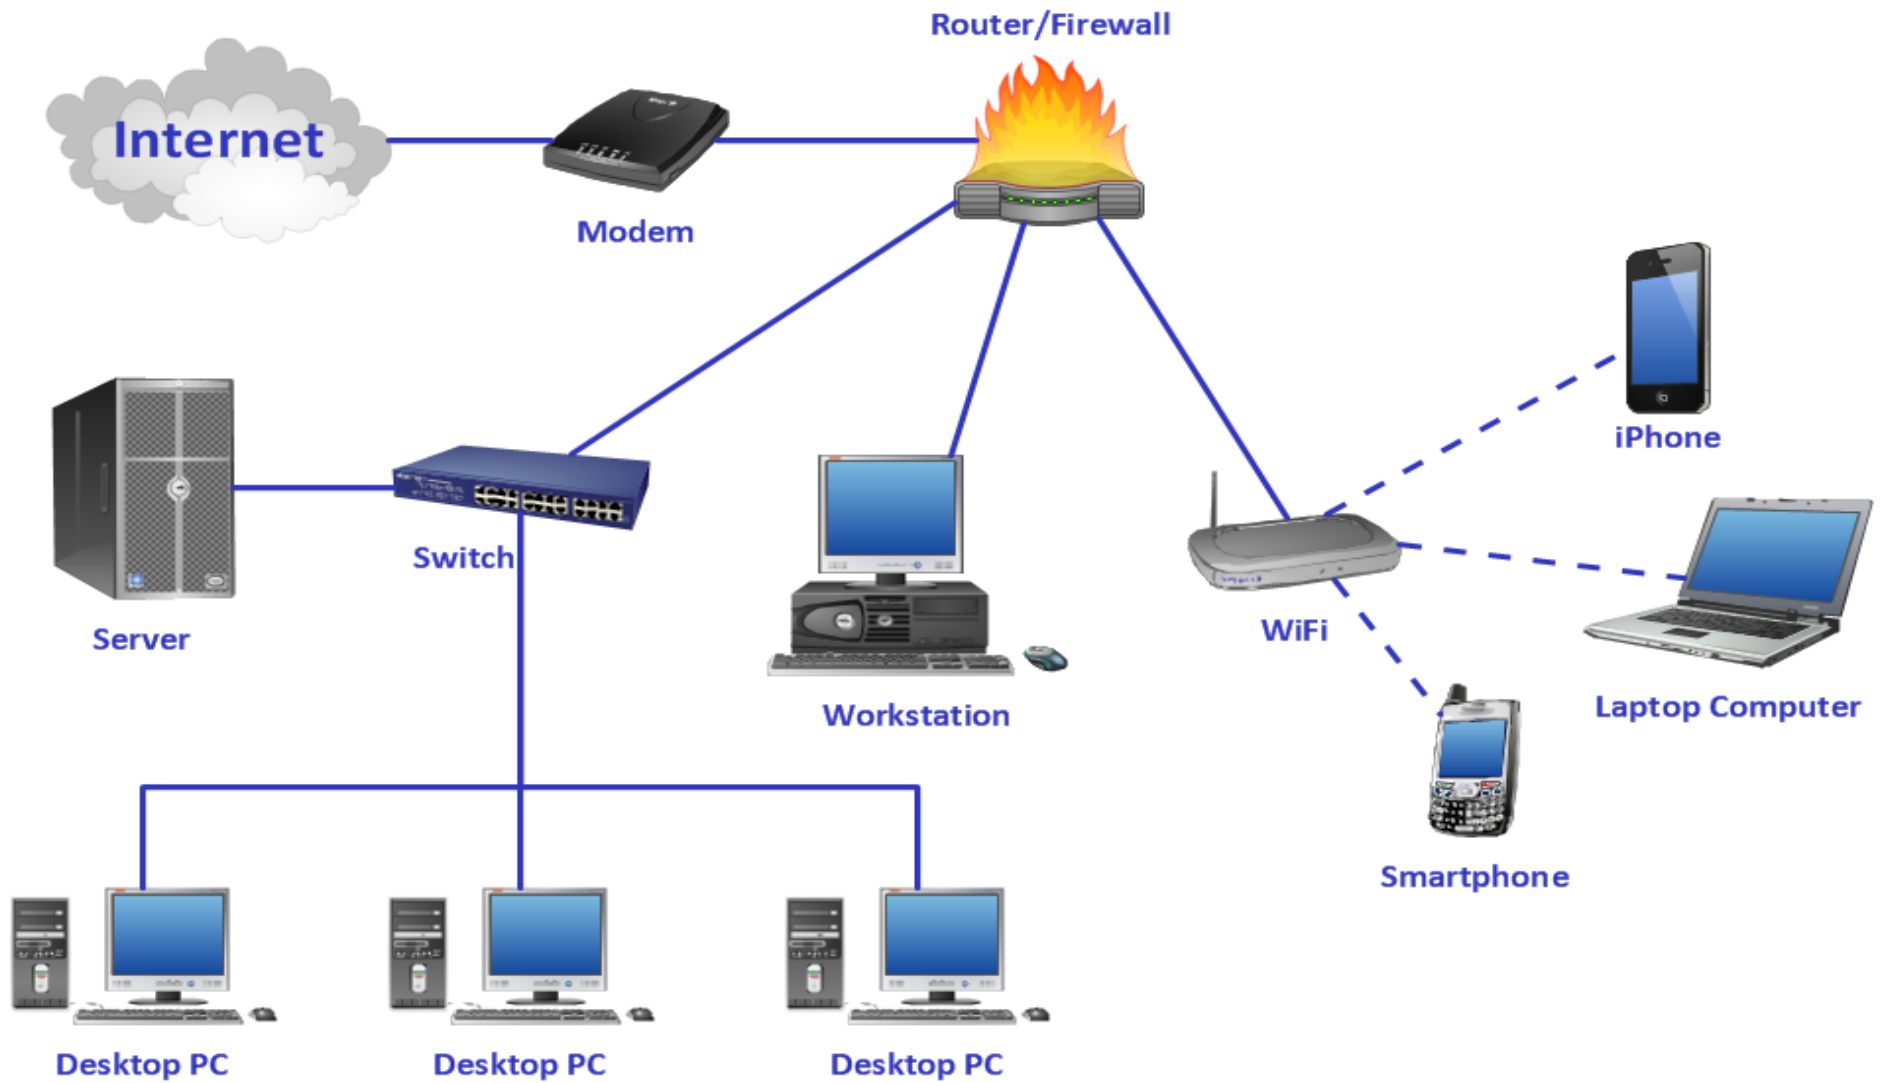 Router/Firewall
Internet
Modem
iPhone
Switch
Server
WiFi
Workstation
Laptop Computer
Smartphone
Desktop PC
Desktop PC
Desktop PC